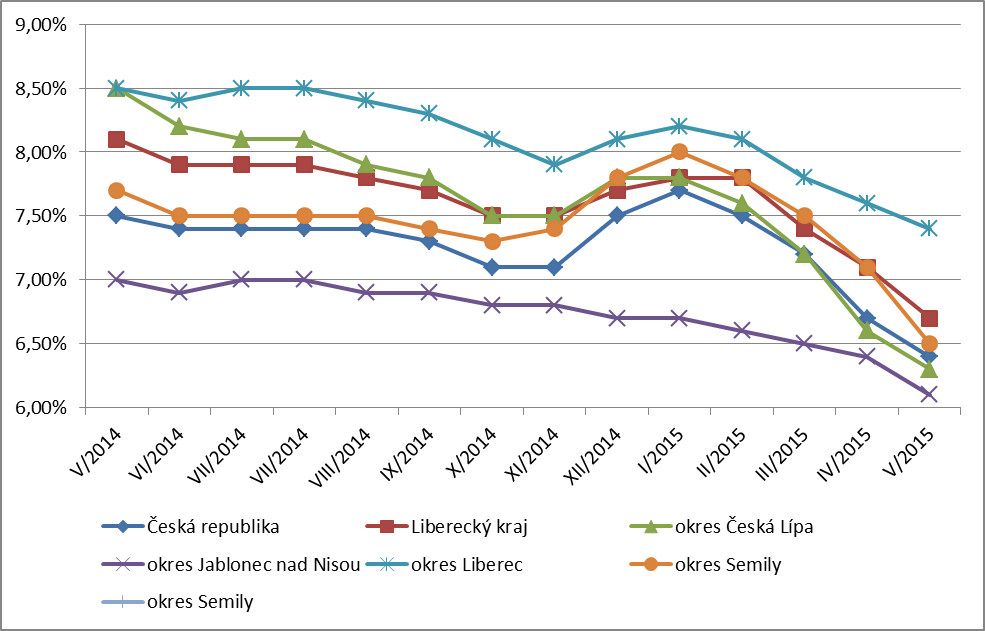 9,00%
8,50%
8,00%
7,50%
7,00%
6,50%
6,00%
V/2014 VI/2014 VII/2014 VII/2014 VIII/2014 IX/2014 X/2014 XI/2014 XII/2014 I/2015 II/2015 III/2015 IV/2015 V/2015
Česká republika Liberecký kraj okres Česká Lípa
okres Jablonec nad Nisou okres Liberec okres Semily
okres Semily